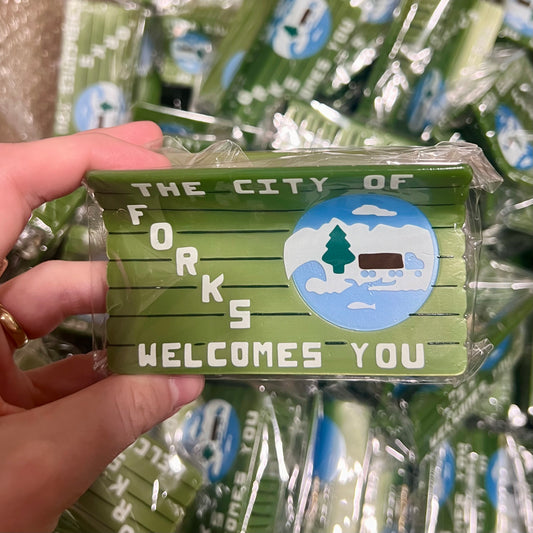 THE CITY OF
FORKS
WELCOMES YOU